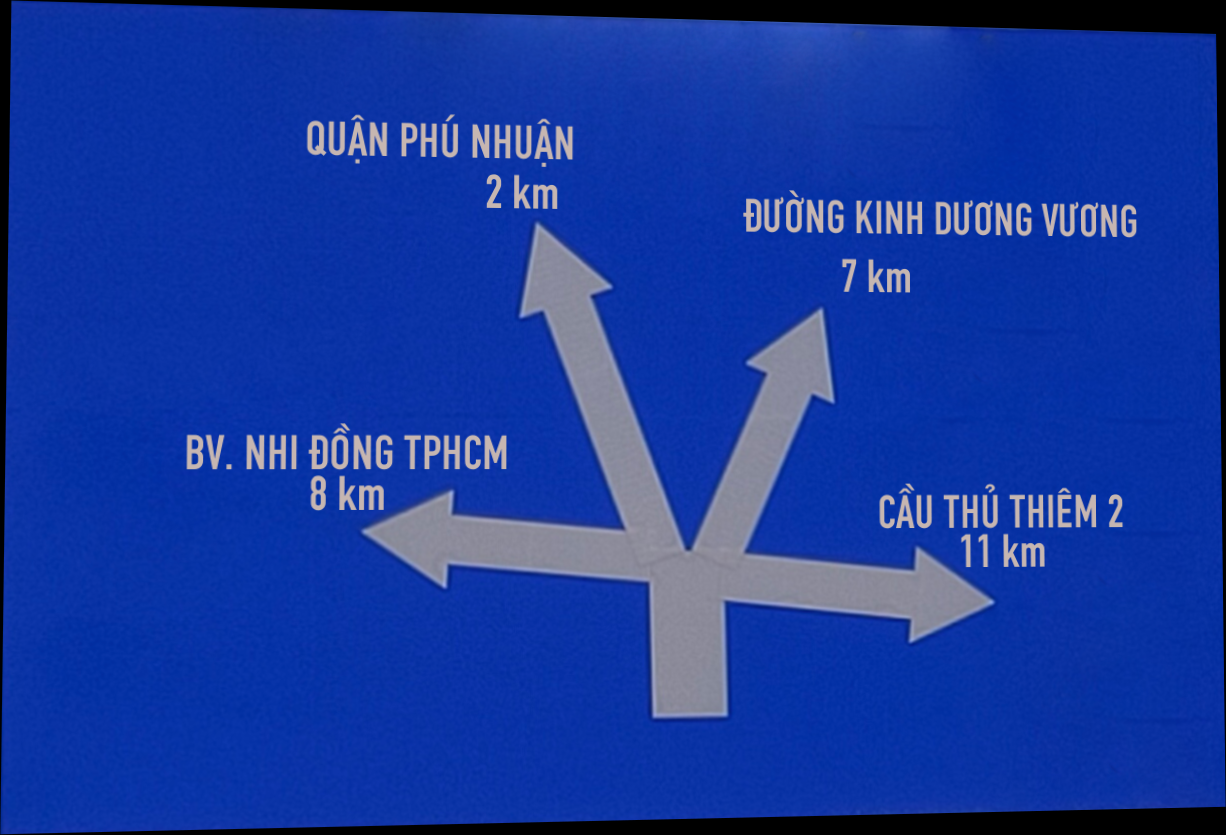 QUẬN PHÚ NHUẬN
2 km
ĐƯỜNG KINH DƯƠNG VƯƠNG
7 km
BV. NHI ĐỒNG TPHCM
8 km
CẦU THỦ THIÊM 2
11 km